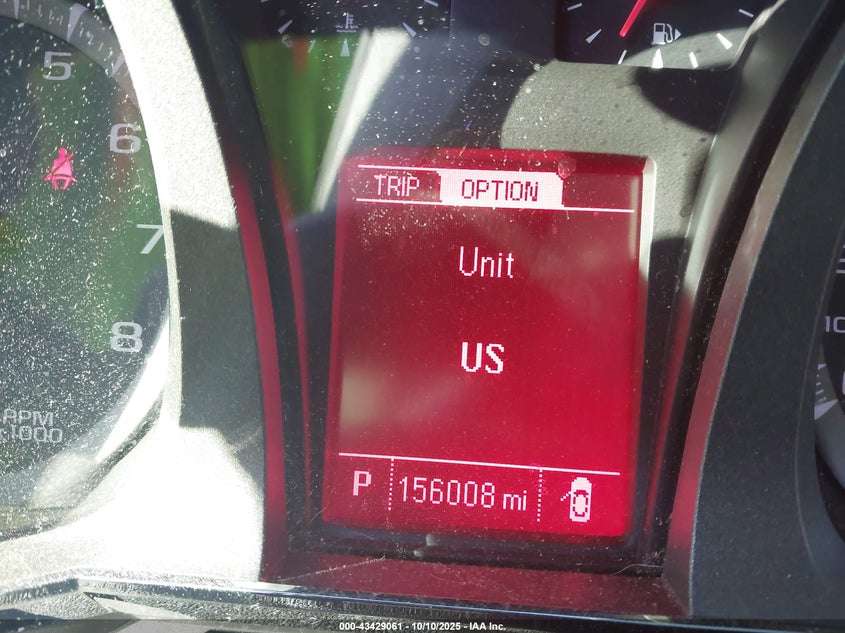 5
6
7
8
RPM
x1000
TRIP OPTION
Unit
US
P 156008 mi
10
000-43429061 - 10/10/2025 - IAA Inc.